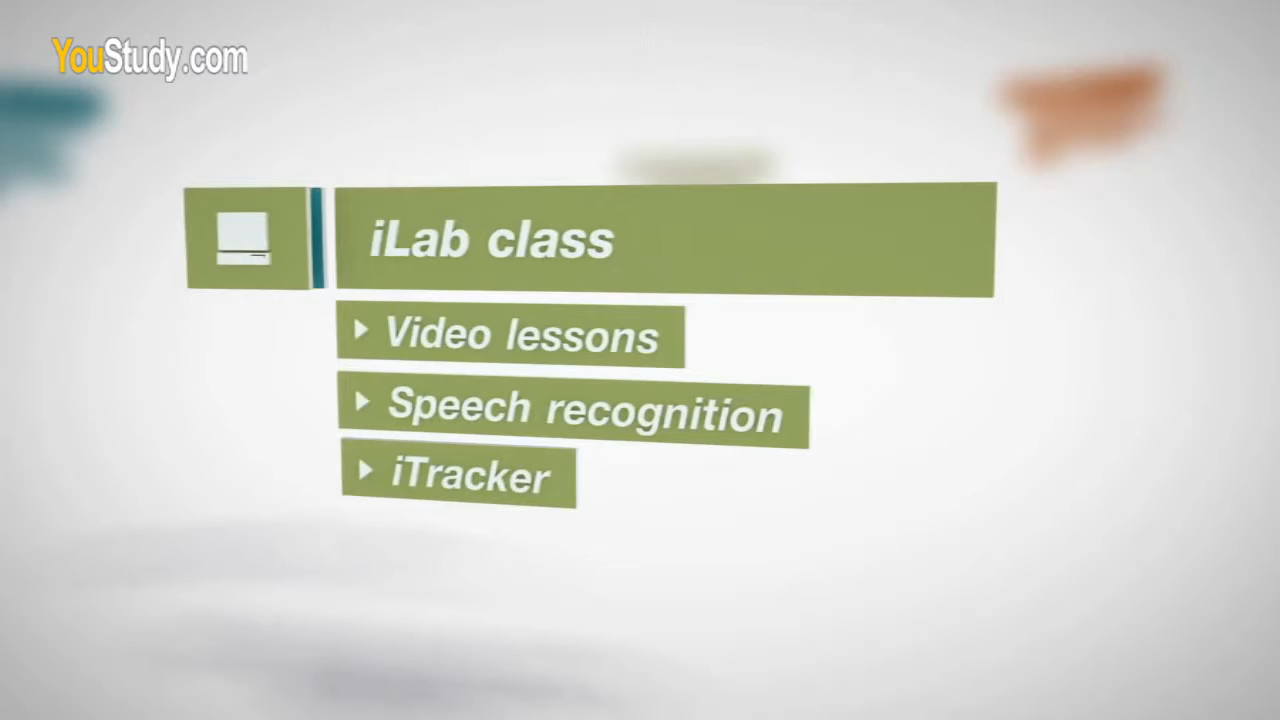 YouStudy.com
iLab class
Video lessons
Speech recognition
iTracker